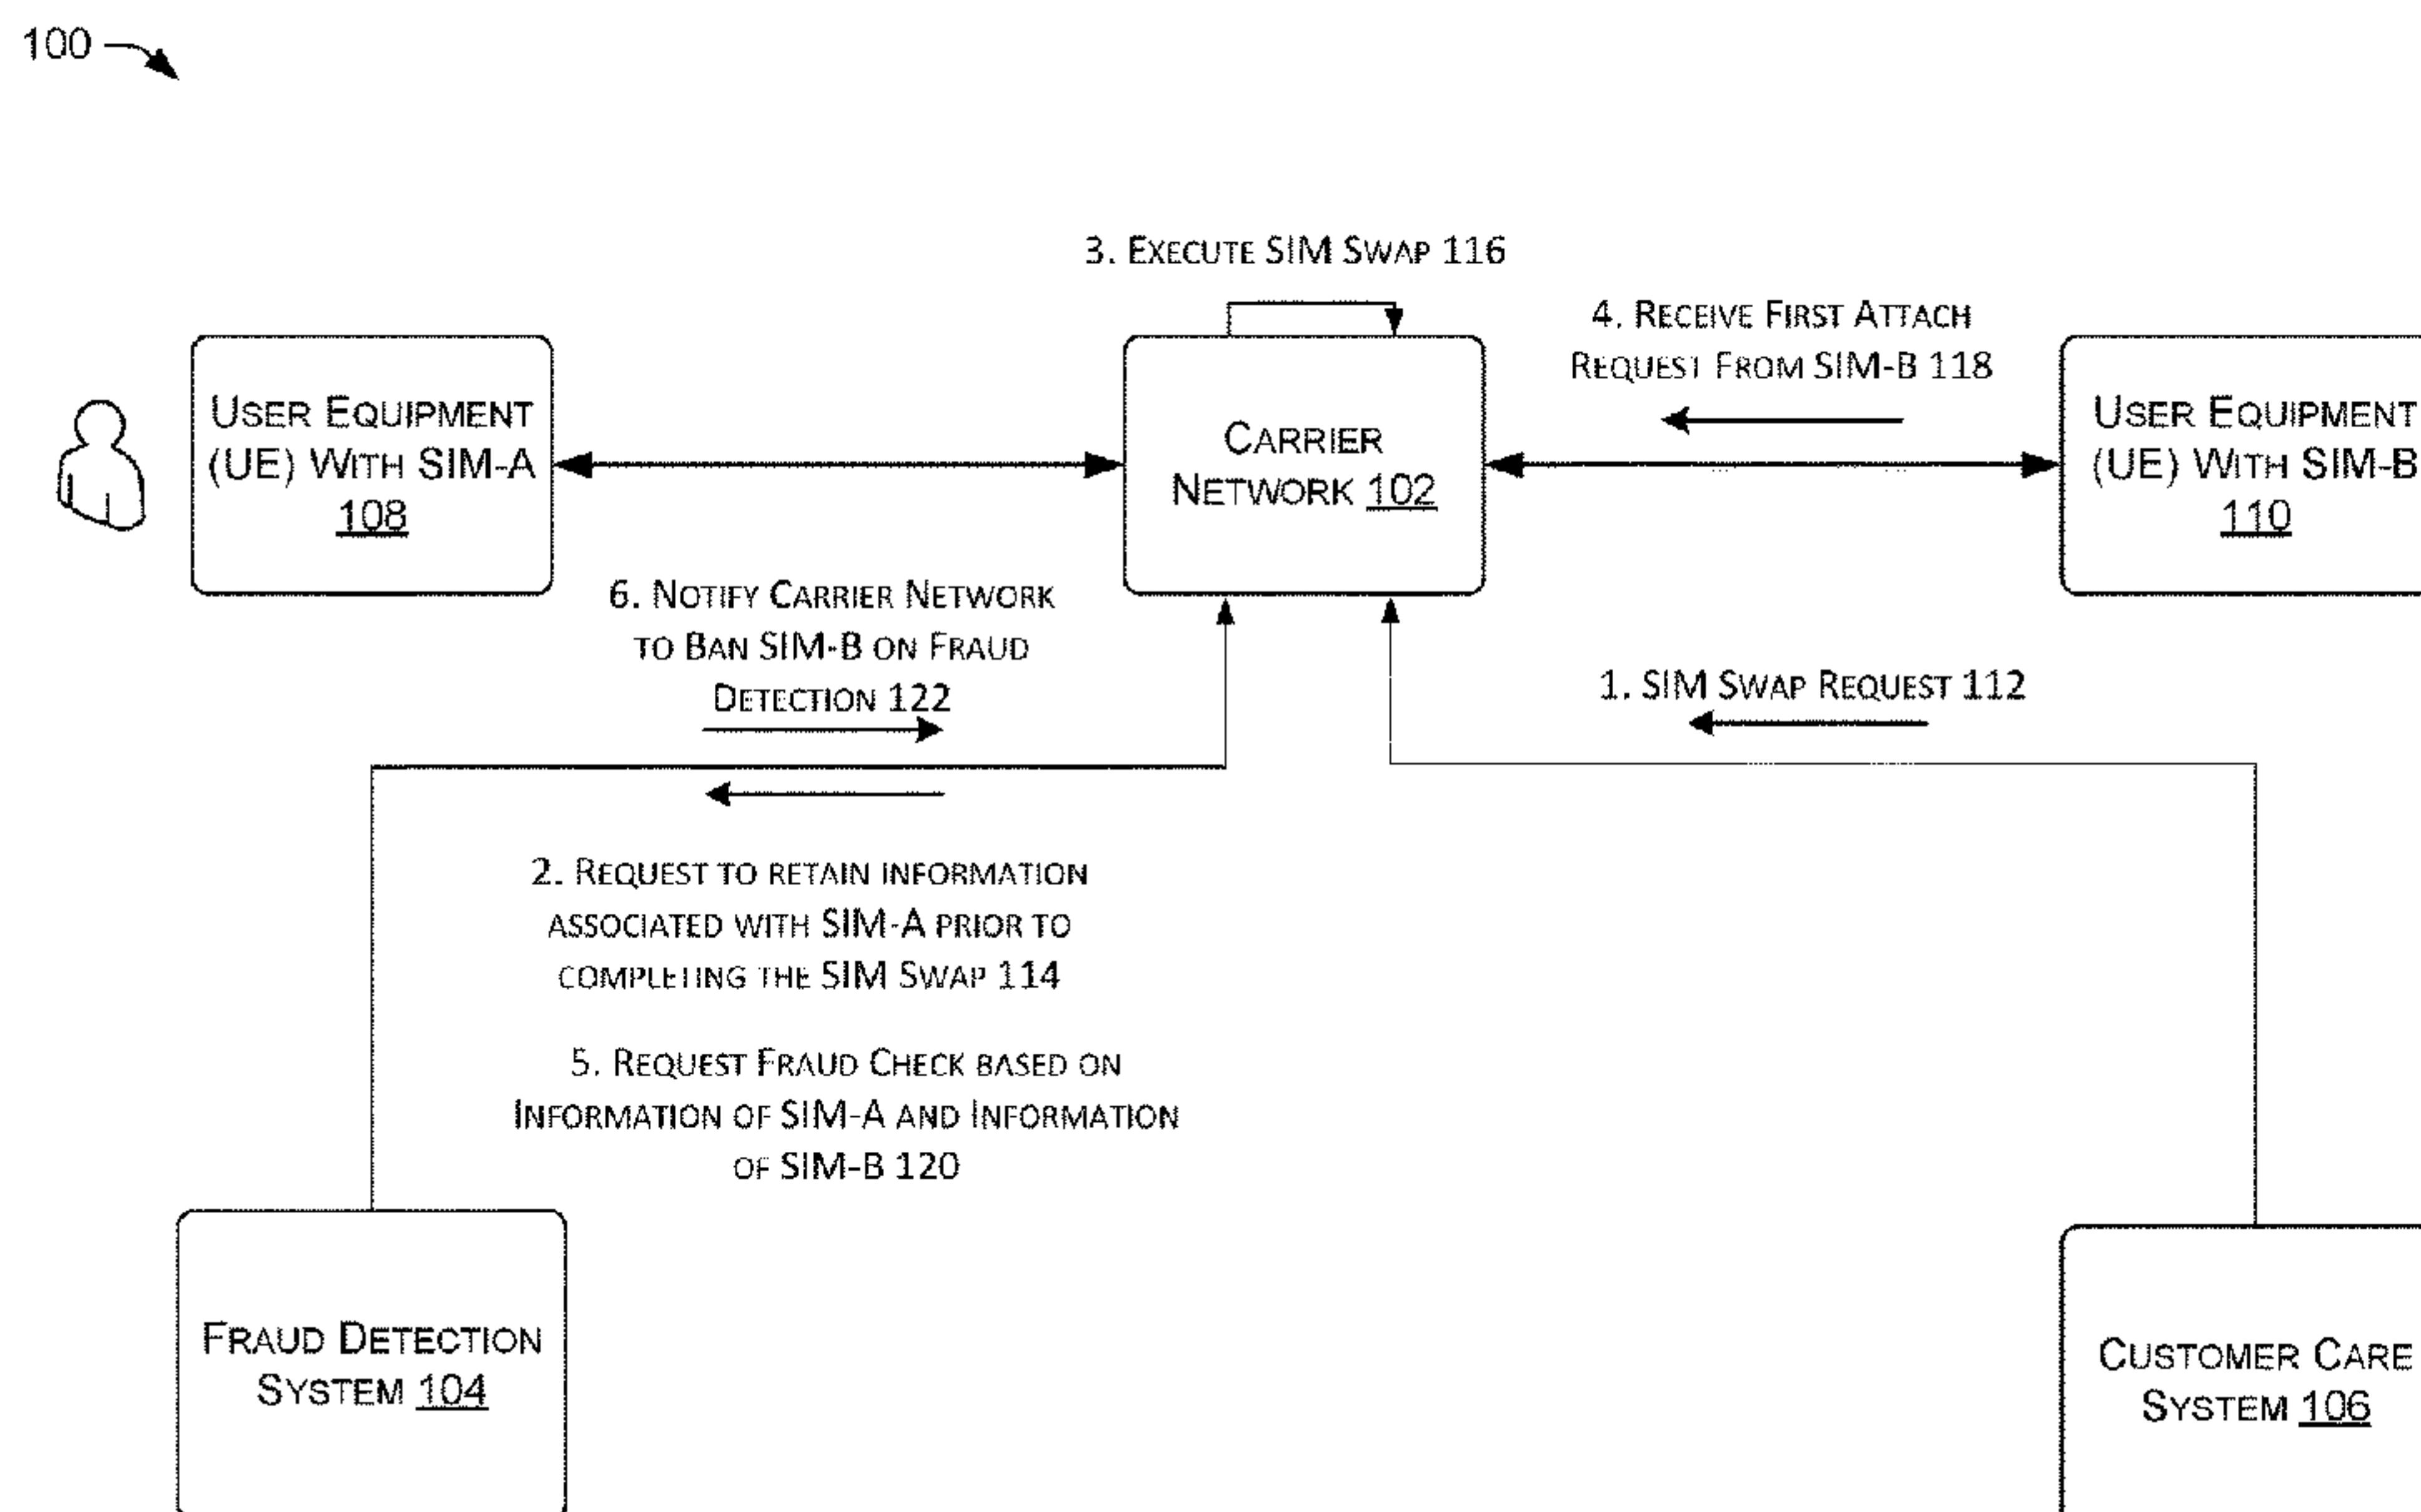 100
3. EXECUTE SIM SWAP 116
4. RECEIVE FIRST ATTACH
REQUEST FROM SIM-B 118
USER EQUIPMENT
(UE) WITH SIM-A
108
CARRIER
NETWORK 102
USER EQUIPMENT
(UE) WITH SIM-B
110
6. NOTIFY CARRIER NETWORK
TO BAN SIM-B ON FRAUD
DETECTION 122
1. SIM SWAP REQUEST 112
2. REQUEST TO RETAIN INFORMATION
ASSOCIATED WITH SIM-A PRIOR TO
COMPLETING THE SIM SWAP 114
5. REQUEST FRAUD CHECK BASED ON
INFORMATION OF SIM-A AND INFORMATION
OF SIM-B 120
FRAUD DETECTION
SYSTEM 104
CUSTOMER CARE
SYSTEM 106